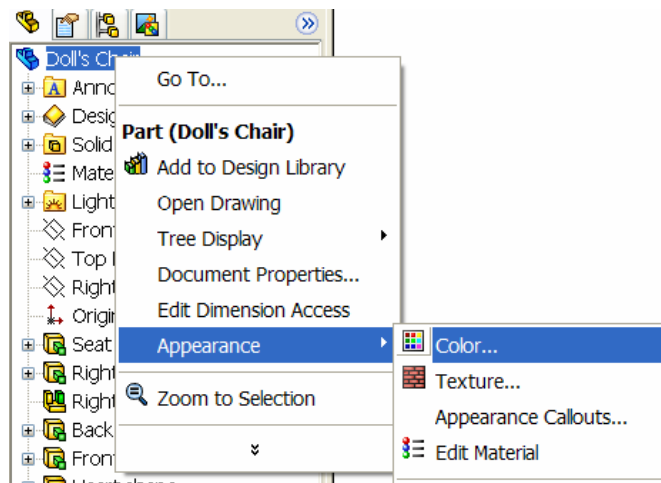 Doll's Chair
Go To...
Part (Doll's Chair)
Add to Design Library
Open Drawing
Tree Display
Document Properties...
Edit Dimension Access
Appearance
Zoom to Selection
Color...
Texture...
Appearance Callouts...
Edit Material
A Anno
Desig
Solid
Mate
Light
Fron
Top
Right
Origin
Seat
Right
Right
Back
Fron